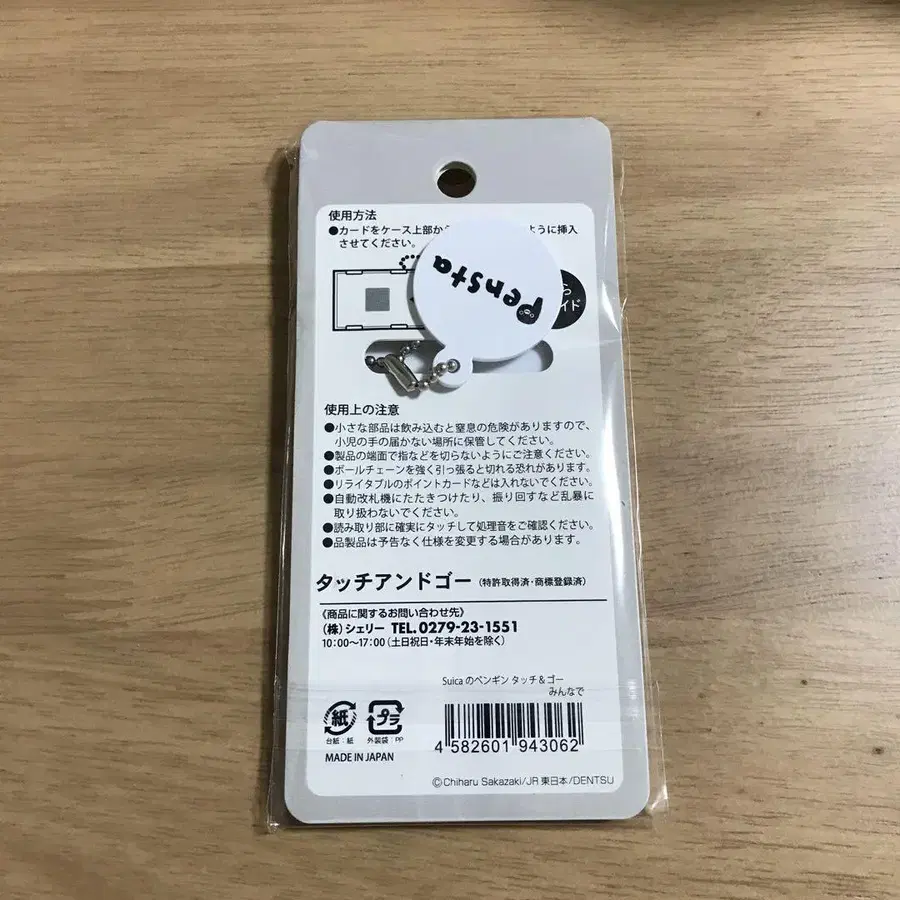 使用方法
●カードをケース上部か ように挿入
させてください。
Pensta
ら
イド
使用上の注意
●小さな部品は飲み込むと窒息の危険がありますので、
小児の手の届かない場所に保管してください。
●製品の端面で指などを切らないようにご注意ください。
●ボールチェーンを強く引っ張ると切れる恐れがあります。
●リライタブルのポイントカードなどは入れないでください。
●自動改札機にたたきつけたり、振り回すなど乱暴に
取り扱わないでください。
●読み取り部に確実にタッチして処理音をご確認ください。
●品製品は予告なく仕様を変更する場合があります。
タッチアンドゴー（特許取得済・商標登録済）
《商品に関するお問い合わせ先》
（株）シェリー TEL.0279-23-1551
10：00〜17：00（土日祝日・年末年始を除く）
Suica のペンギン タッチ＆ゴー
みんなで
紙 プラ
台紙：紙 外装袋：PP
4 582601 943062
MADE IN JAPAN
©Chiharu Sakazaki/JR 東日本/DENTSU